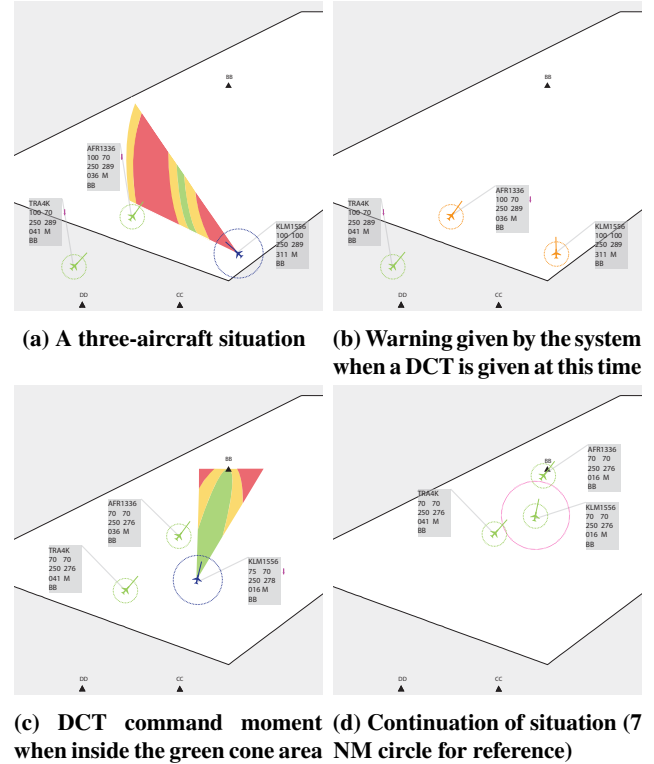 BB
AFR1336
100 70
250 289
036 M
BB
TRA4K
100 70
250 289
041 M
BB
KLM1556
100 100
250 289
311 M
BB
DD
CC
(a) A three-aircraft situation
BB
AFR1336
100 70
250 289
036 M
BB
TRA4K
100 70
250 289
041 M
BB
KLM1556
100 100
250 289
311 M
BB
DD
CC
(b) Warning given by the system
when a DCT is given at this time
BB
AFR1336
70 70
250 276
036 M
BB
TRA4K
70 70
250 276
041 M
BB
KLM1556
75 70
250 278
016 M
BB
DD
CC
(c) DCT command moment
when inside the green cone area
BB
AFR1336
70 70
250 276
016 M
BB
TRA4K
70 70
250 276
041 M
BB
KLM1556
70 70
250 276
016 M
BB
DD
CC
(d) Continuation of situation (7
NM circle for reference)